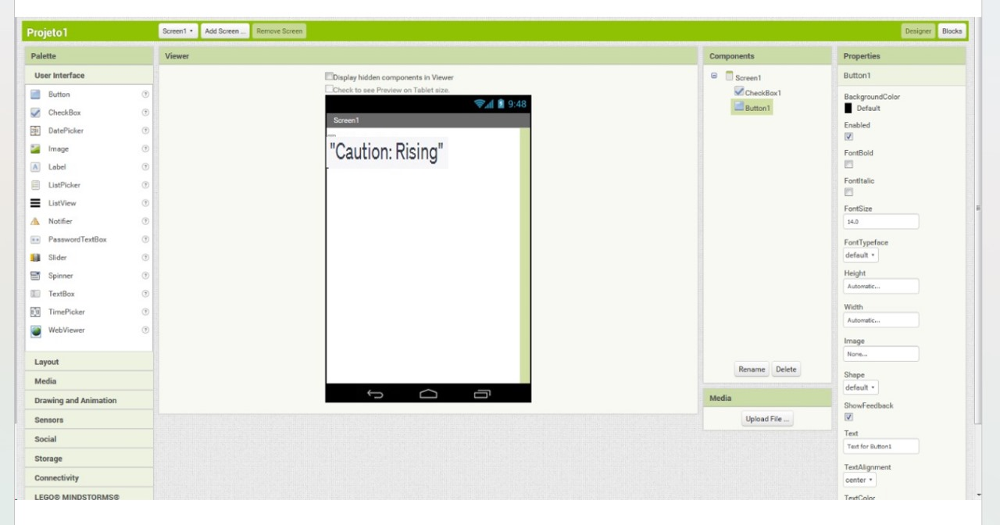 Projeto1
Screen1
Add Screen ...
Remove Screen
Designer
Blocks
Palette
User Interface
Button
CheckBox
DatePicker
Image
Label
ListPicker
ListView
Notifier
PasswordTextBox
Slider
Spinner
TextBox
TimePicker
WebViewer
Layout
Media
Drawing and Animation
Sensors
Social
Storage
Connectivity
LEGO® MINDSTORMS®
Viewer
Display hidden components in Viewer
Check to see Preview on Tablet size.
9:48
Screen1
"Caution: Rising"
Components
Screen1
CheckBox1
Button1
Rename
Delete
Media
Upload File ...
Properties
Button1
BackgroundColor
Default
Enabled
FontBold
FontItalic
FontSize
14.0
FontTypeface
default
Height
Automatic...
Width
Automatic...
Image
None...
Shape
default
ShowFeedback
Text
Text for Button1
TextAlignment
center
TextColor